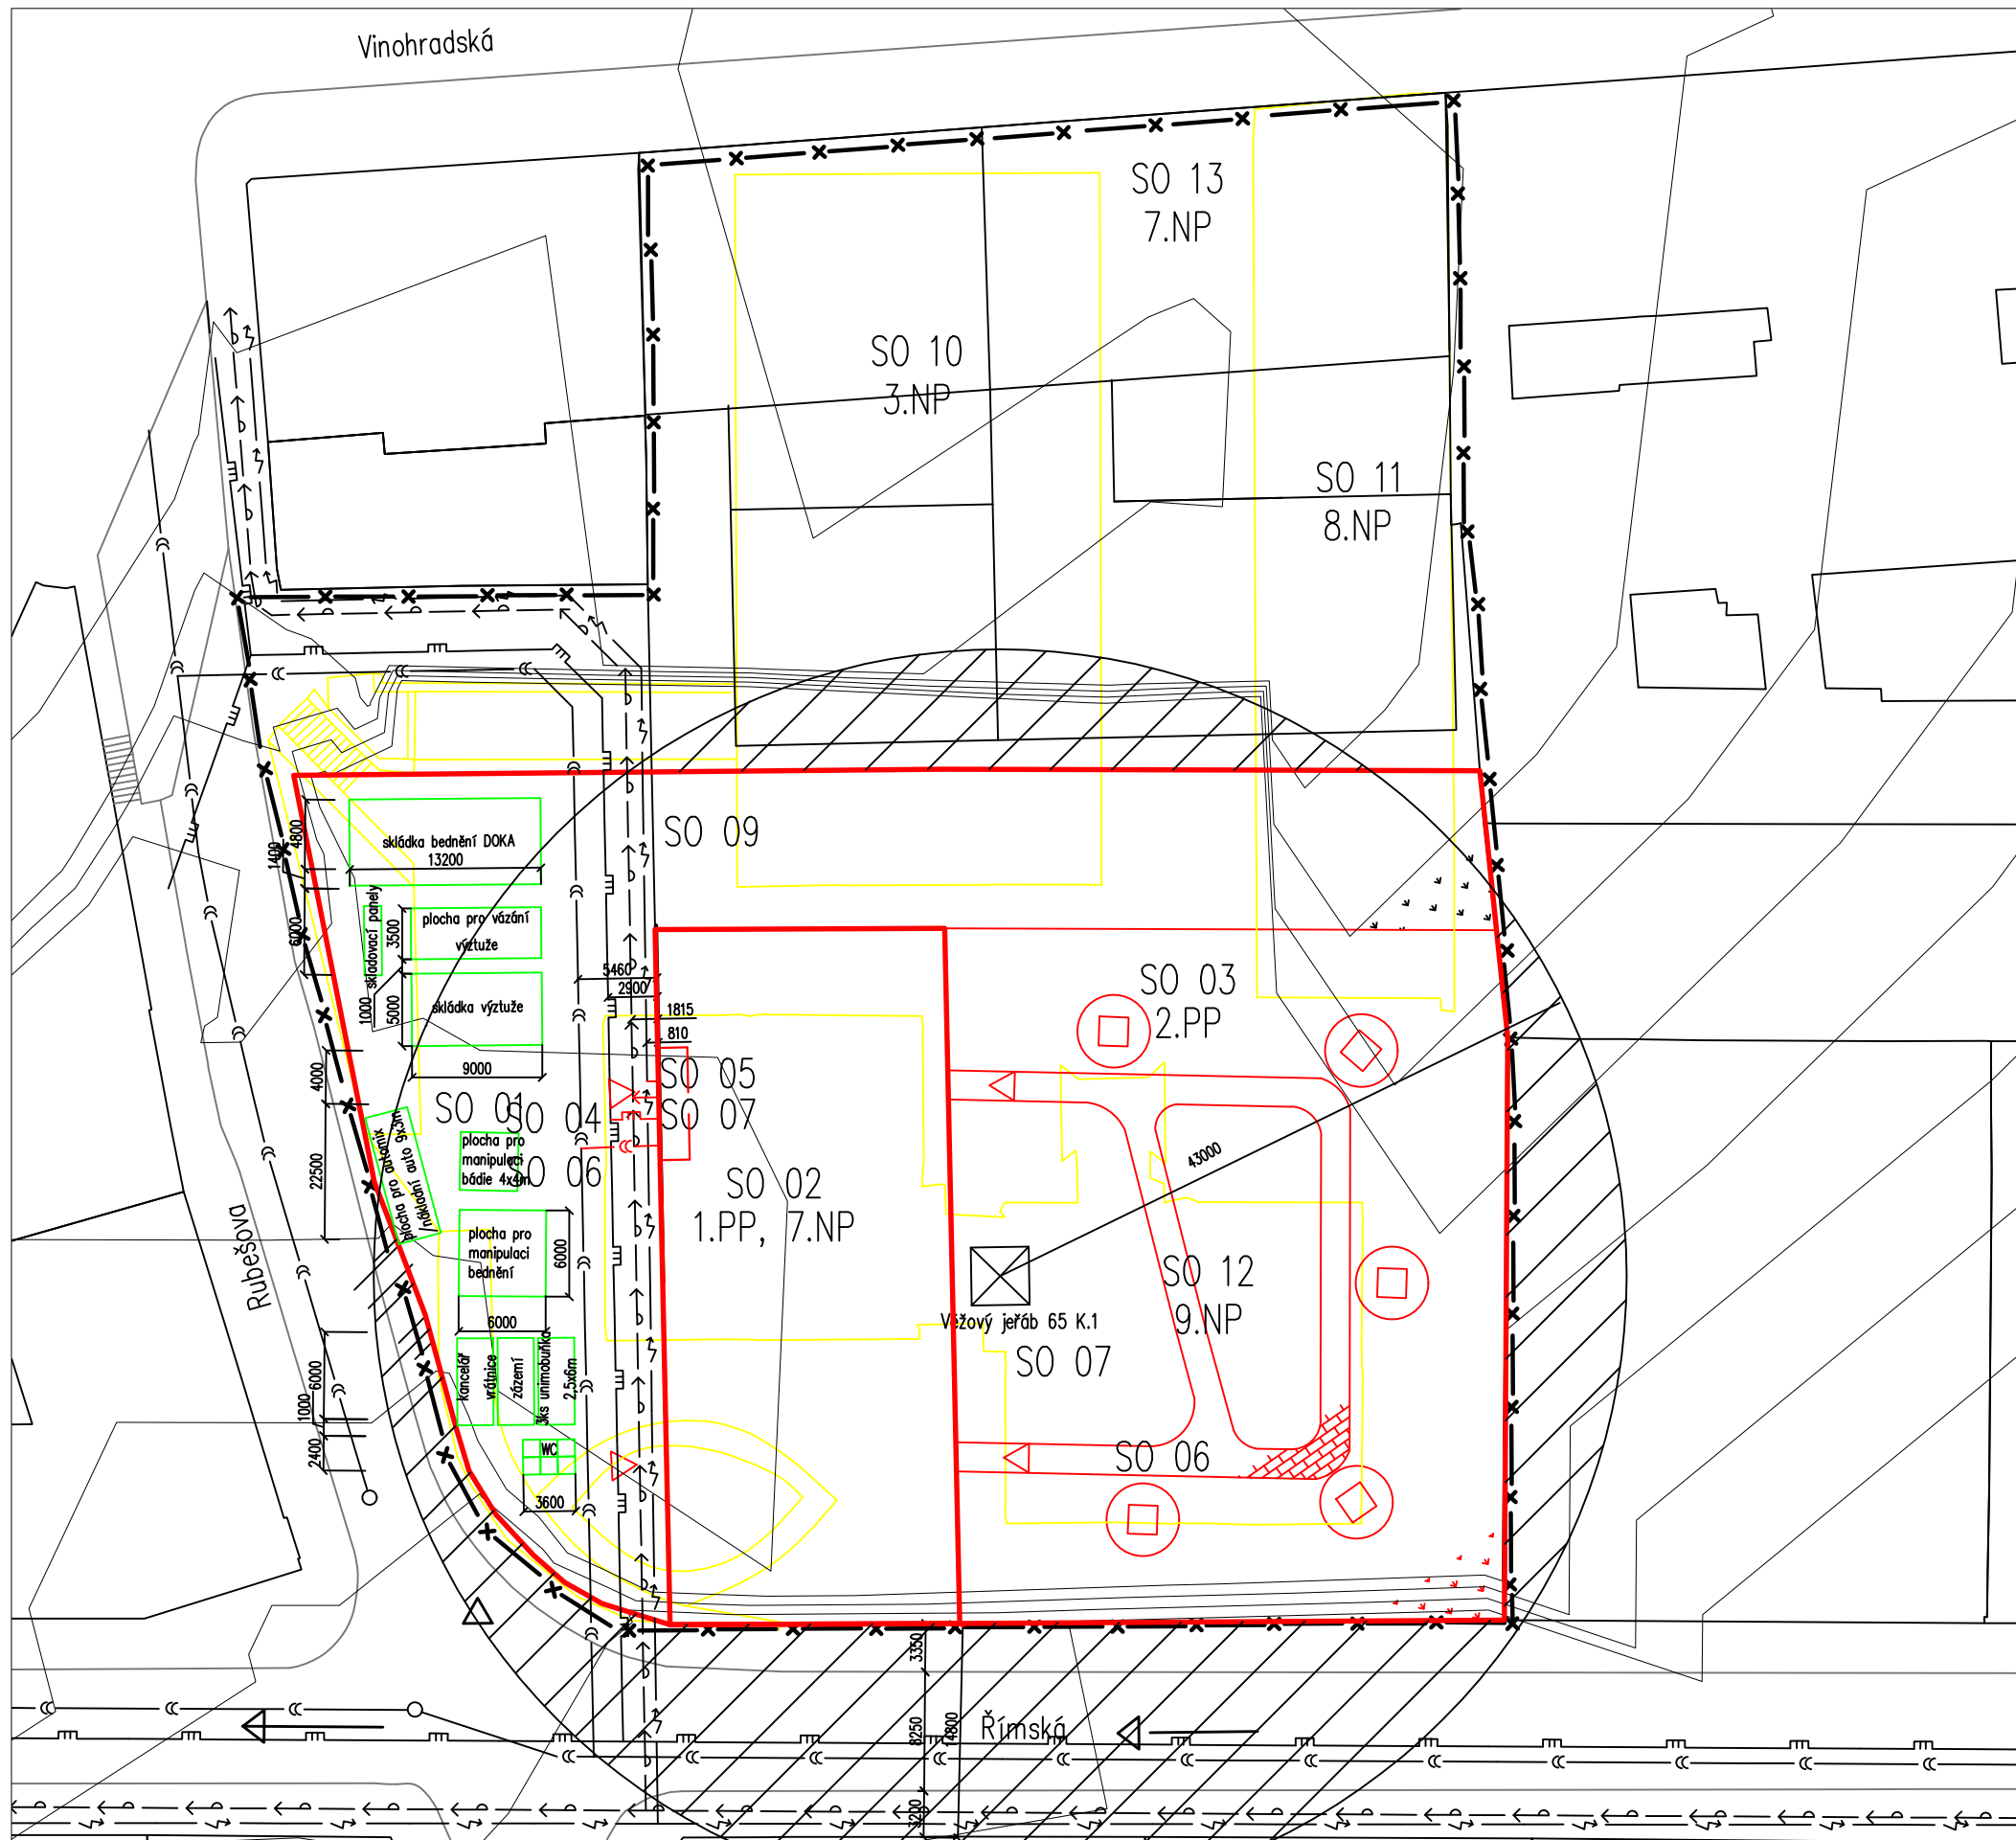 Vinohradská
SO 13
7.NP
SO 10
3.NP
SO 11
8.NP
SO 09
4800
1400
skládka bednění DOKA
13200
6000
skladovací panely
3500
plocha pro vázání
výztuže
1000
5000
skládka výztuže
9000
5460
2900
1815
810
SO 03
2.PP
4000
22500
SO 01
SO 04
SO 05
SO 07
SO 06
plocha pro automix
/nákladní auto 9x3m
plocha pro
manipulaci
bádie 4x4m
SO 02
1.PP, 7.NP
43000
plocha pro
manipulaci
bednění
6000
6000
SO 12
9.NP
Věžový jeřáb 65 K.1
SO 07
Rubešova
kancelář
vrátnice
zázemí
3ks unimobuňka
2,5x6m
6000
1000
2400
WC
3600
SO 06
3350
8250
14800
3200
Římská